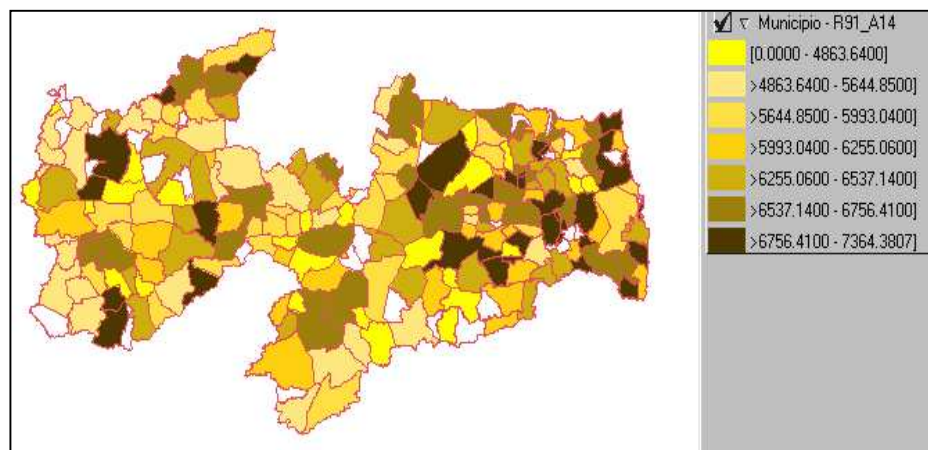 Municipio - R91_A14
[0.0000 - 4863.6400]
>4863.6400 - 5644.8500]
>5644.8500 - 5993.0400]
>5993.0400 - 6255.0600]
>6255.0600 - 6537.1400]
>6537.1400 - 6756.4100]
>6756.4100 - 7364.3807]